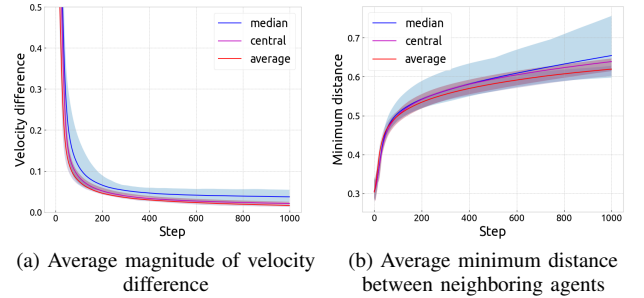 0.5
0.4
0.3
0.2
0.1
0.0
Velocity difference
median
central
average
0 200 400 600 800 1000
Step
(a) Average magnitude of velocity
difference
0.7
0.6
0.5
0.4
0.3
Minimum distance
median
central
average
0 200 400 600 800 1000
Step
(b) Average minimum distance
between neighboring agents